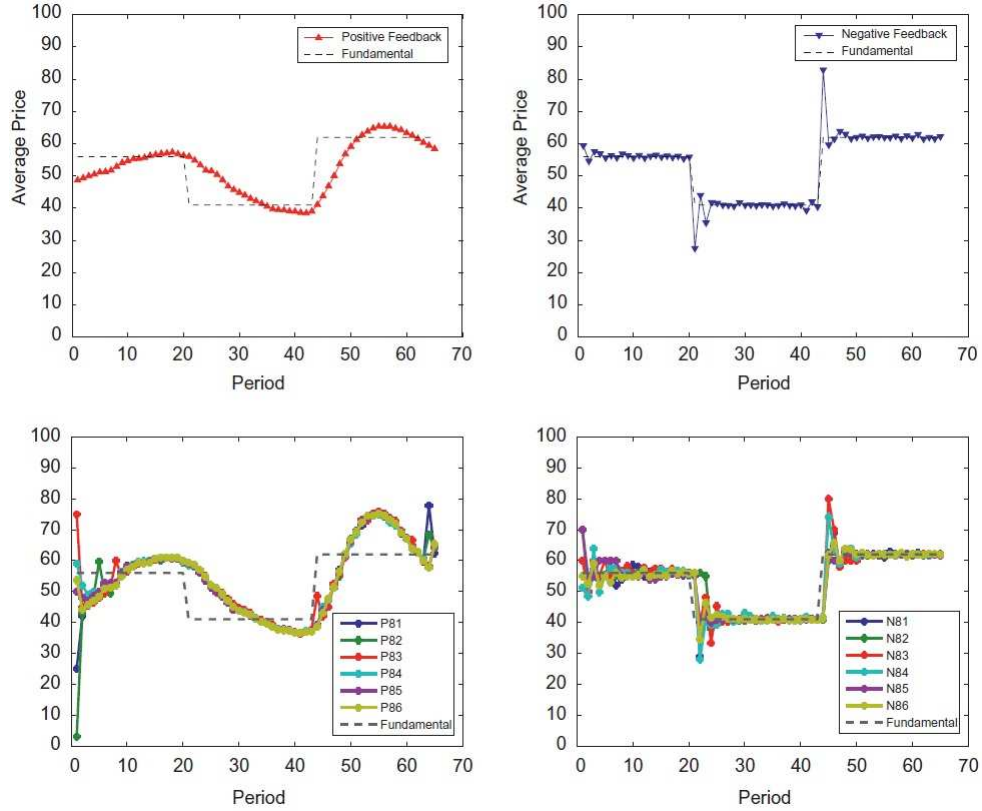 100
90
80
70
60
50
40
30
20
10
0
Average Price
Positive Feedback
Fundamental
0 10 20 30 40 50 60 70
Period
100
90
80
70
60
50
40
30
20
10
0
Average Price
Negative Feedback
Fundamental
0 10 20 30 40 50 60 70
Period
100
90
80
70
60
50
40
30
20
10
0
P81
P82
P83
P84
P85
P86
Fundamental
0 10 20 30 40 50 60 70
Period
100
90
80
70
60
50
40
30
20
10
0
N81
N82
N83
N84
N85
N86
Fundamental
0 10 20 30 40 50 60 70
Period